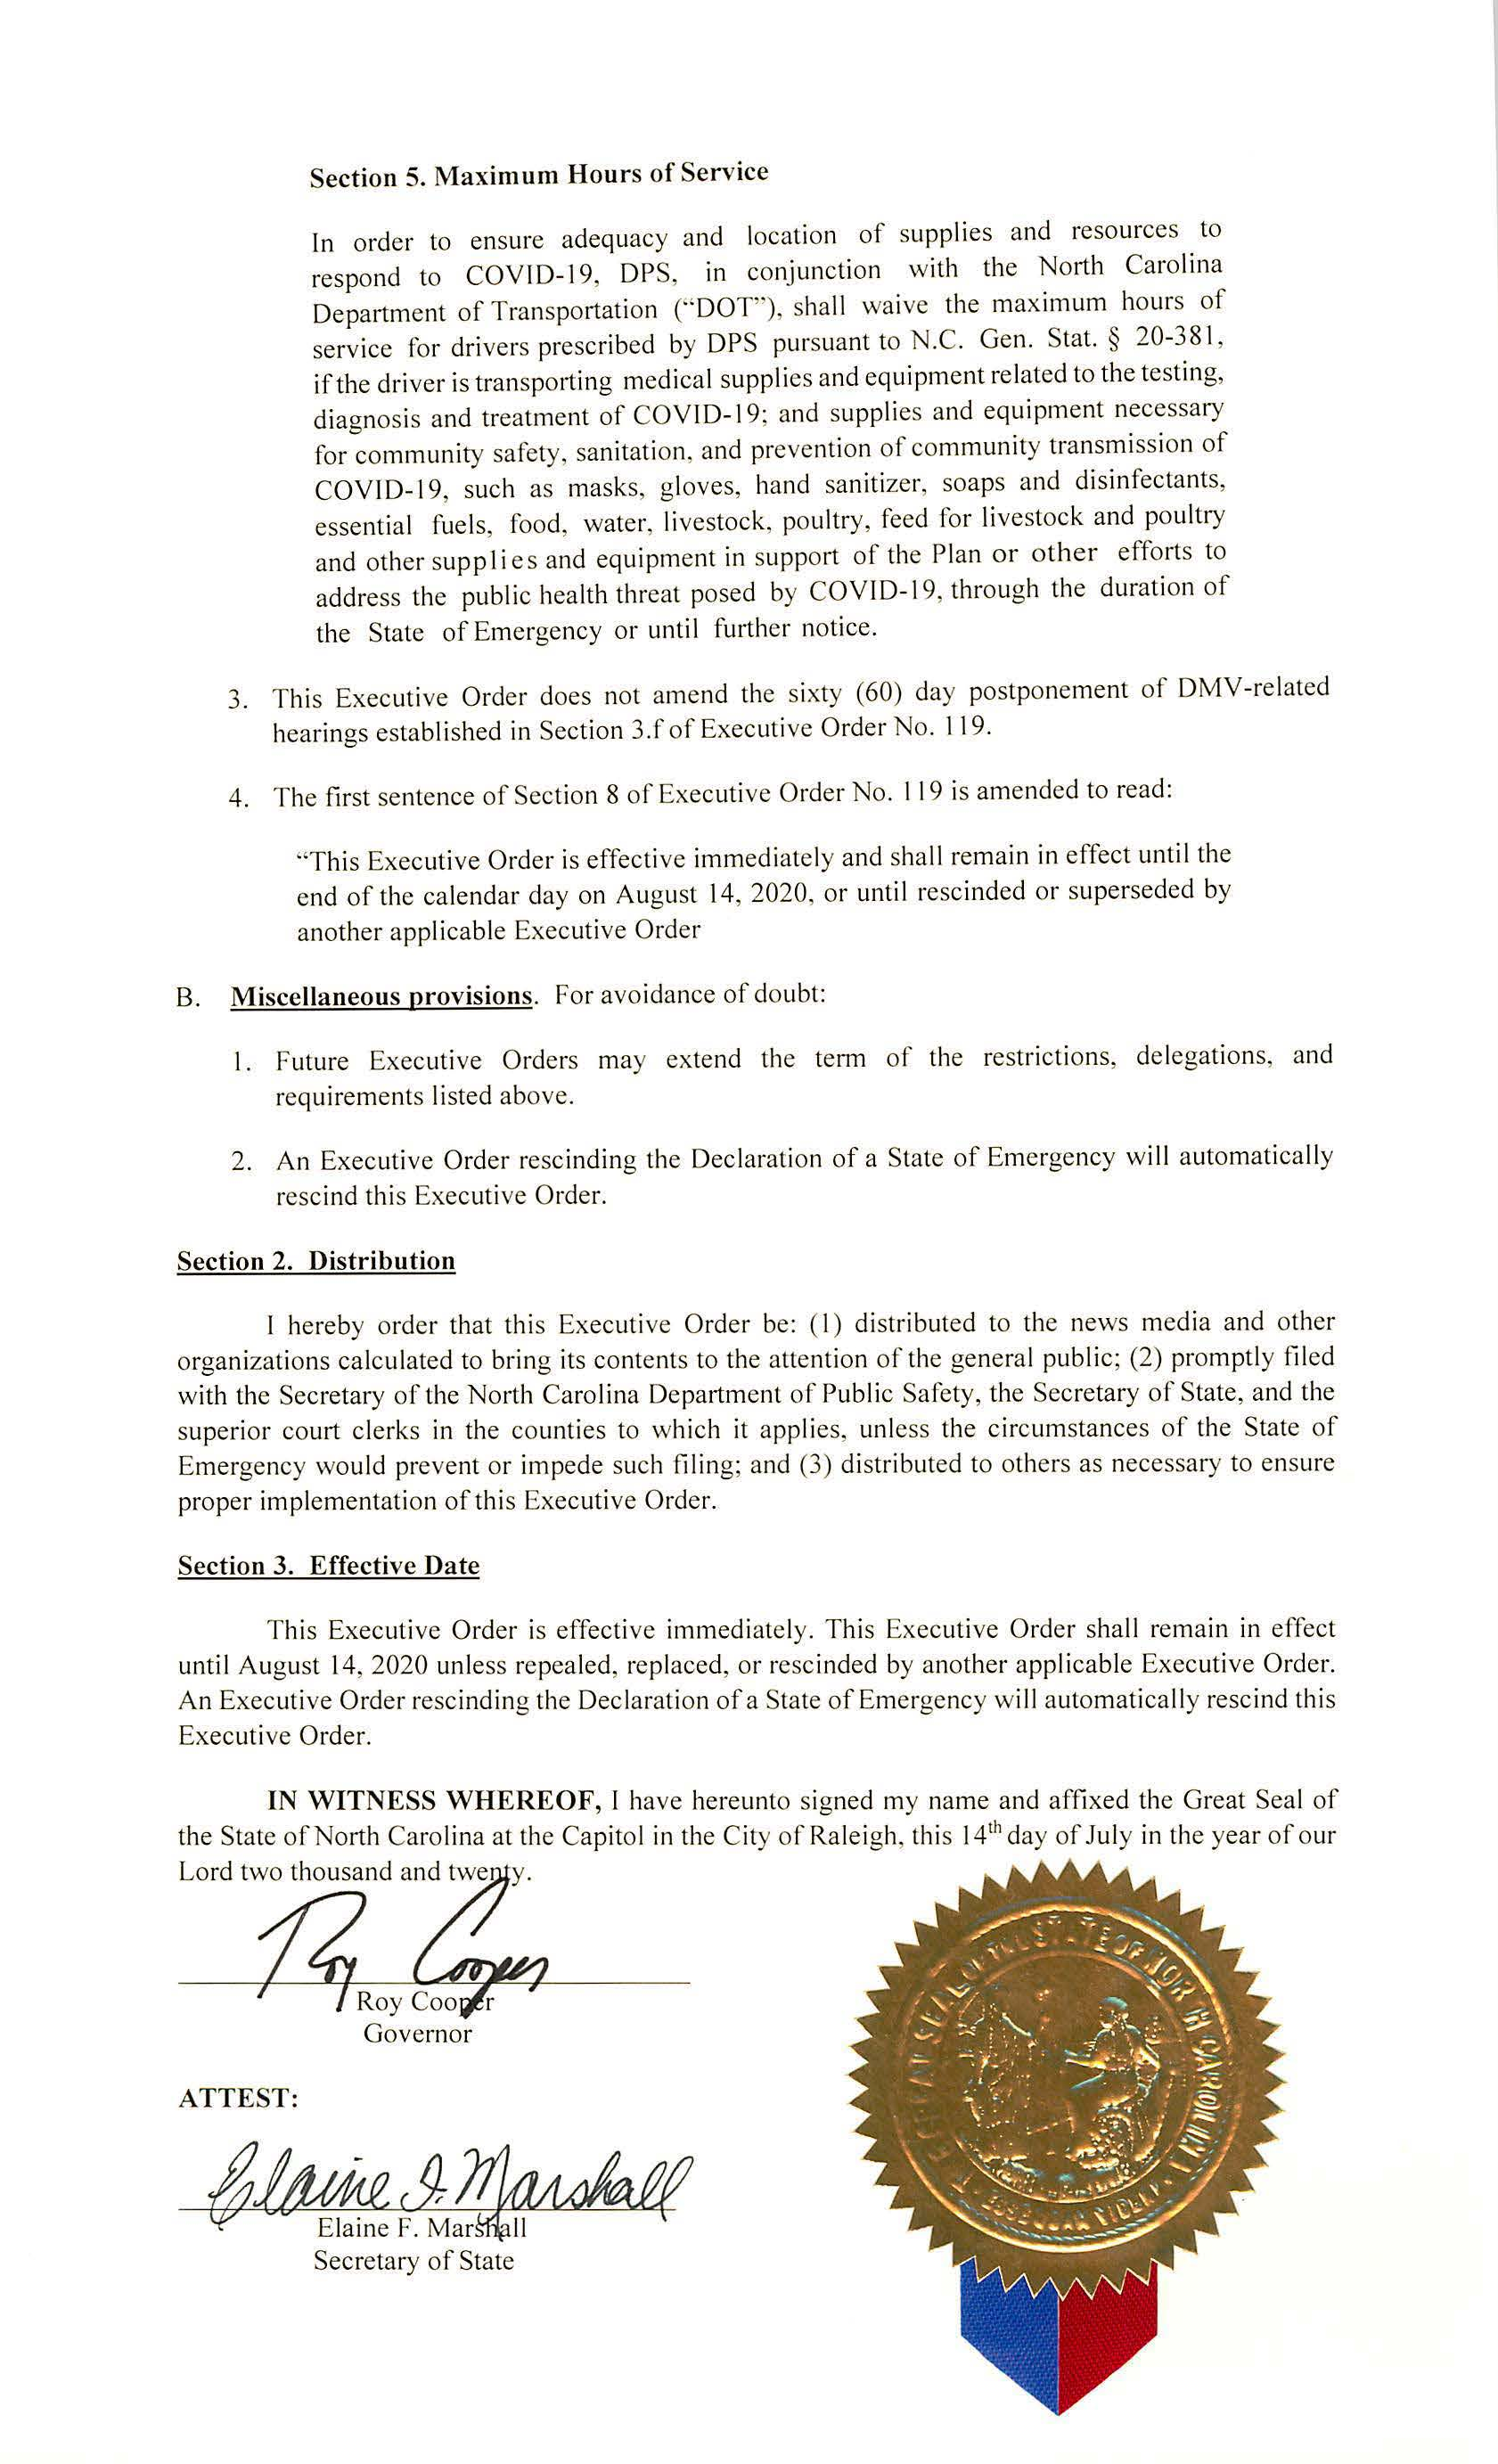 Section 5. Maximum Hours of Service
In order to ensure adequacy and location of supplies and resources to
respond to COVID-19, DPS, in conjunction with the North Carolina
Department of Transportation (“DOT”), shall waive the maximum hours of
service for drivers prescribed by DPS pursuant to N.C. Gen. Stat. § 20-381,
if the driver is transporting medical supplies and equipment related to the testing,
diagnosis and treatment of COVID-19; and supplies and equipment necessary
for community safety, sanitation, and prevention of community transmission of
COVID-19, such as masks, gloves, hand sanitizer, soaps and disinfectants,
essential fuels, food, water, livestock, poultry, feed for livestock and poultry
and other supplies and equipment in support of the Plan or other efforts to
address the public health threat posed by COVID-19, through the duration of
the State of Emergency or until further notice.
3. This Executive Order does not amend the sixty (60) day postponement of DMV-related
hearings established in Section 3.f of Executive Order No. 119.
4. The first sentence of Section 8 of Executive Order No. 119 is amended to read:
“This Executive Order is effective immediately and shall remain in effect until the
end of the calendar day on August 14, 2020, or until rescinded or superseded by
another applicable Executive Order
B. Miscellaneous provisions. For avoidance of doubt:
1. Future Executive Orders may extend the term of the restrictions, delegations, and
requirements listed above.
2. An Executive Order rescinding the Declaration of a State of Emergency will automatically
rescind this Executive Order.
Section 2. Distribution
I hereby order that this Executive Order be: (1) distributed to the news media and other
organizations calculated to bring its contents to the attention of the general public; (2) promptly filed
with the Secretary of the North Carolina Department of Public Safety, the Secretary of State, and the
superior court clerks in the counties to which it applies, unless the circumstances of the State of
Emergency would prevent or impede such filing; and (3) distributed to others as necessary to ensure
proper implementation of this Executive Order.
Section 3. Effective Date
This Executive Order is effective immediately. This Executive Order shall remain in effect
until August 14, 2020 unless repealed, replaced, or rescinded by another applicable Executive Order.
An Executive Order rescinding the Declaration of a State of Emergency will automatically rescind this
Executive Order.
IN WITNESS WHEREOF, I have hereunto signed my name and affixed the Great Seal of
the State of North Carolina at the Capitol in the City of Raleigh, this 14th day of July in the year of our
Lord two thousand and twenty.
Roy Cooper
Roy Cooper
Governor
ATTEST:
Elaine F. Marshall
Elaine F. Marshall
Secretary of State
SEAL OF THE STATE OF NORTH CAROLINA